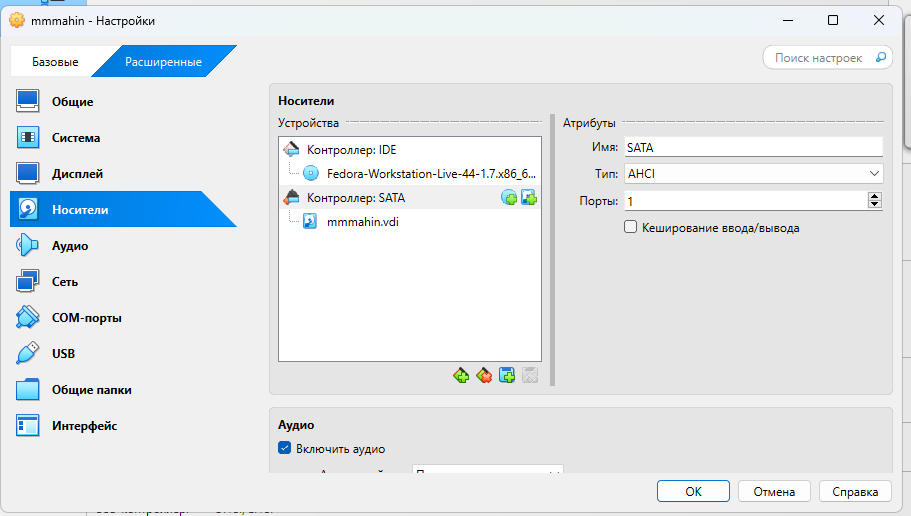 mmmahin - Настройки
Базовые
Расширенные
Поиск настроек
Общие
Система
Дисплей
Носители
Аудио
Сеть
COM-порты
USB
Общие папки
Интерфейс
Носители
Устройства
Контроллер: IDE
Fedora-Workstation-Live-44-1.7.x86_6...
Контроллер: SATA
mmmahin.vdi
Атрибуты
Имя: SATA
Тип: AHCI
Порты: 1
Кеширование ввода/вывода
Аудио
Включить аудио
OK
Отмена
Справка